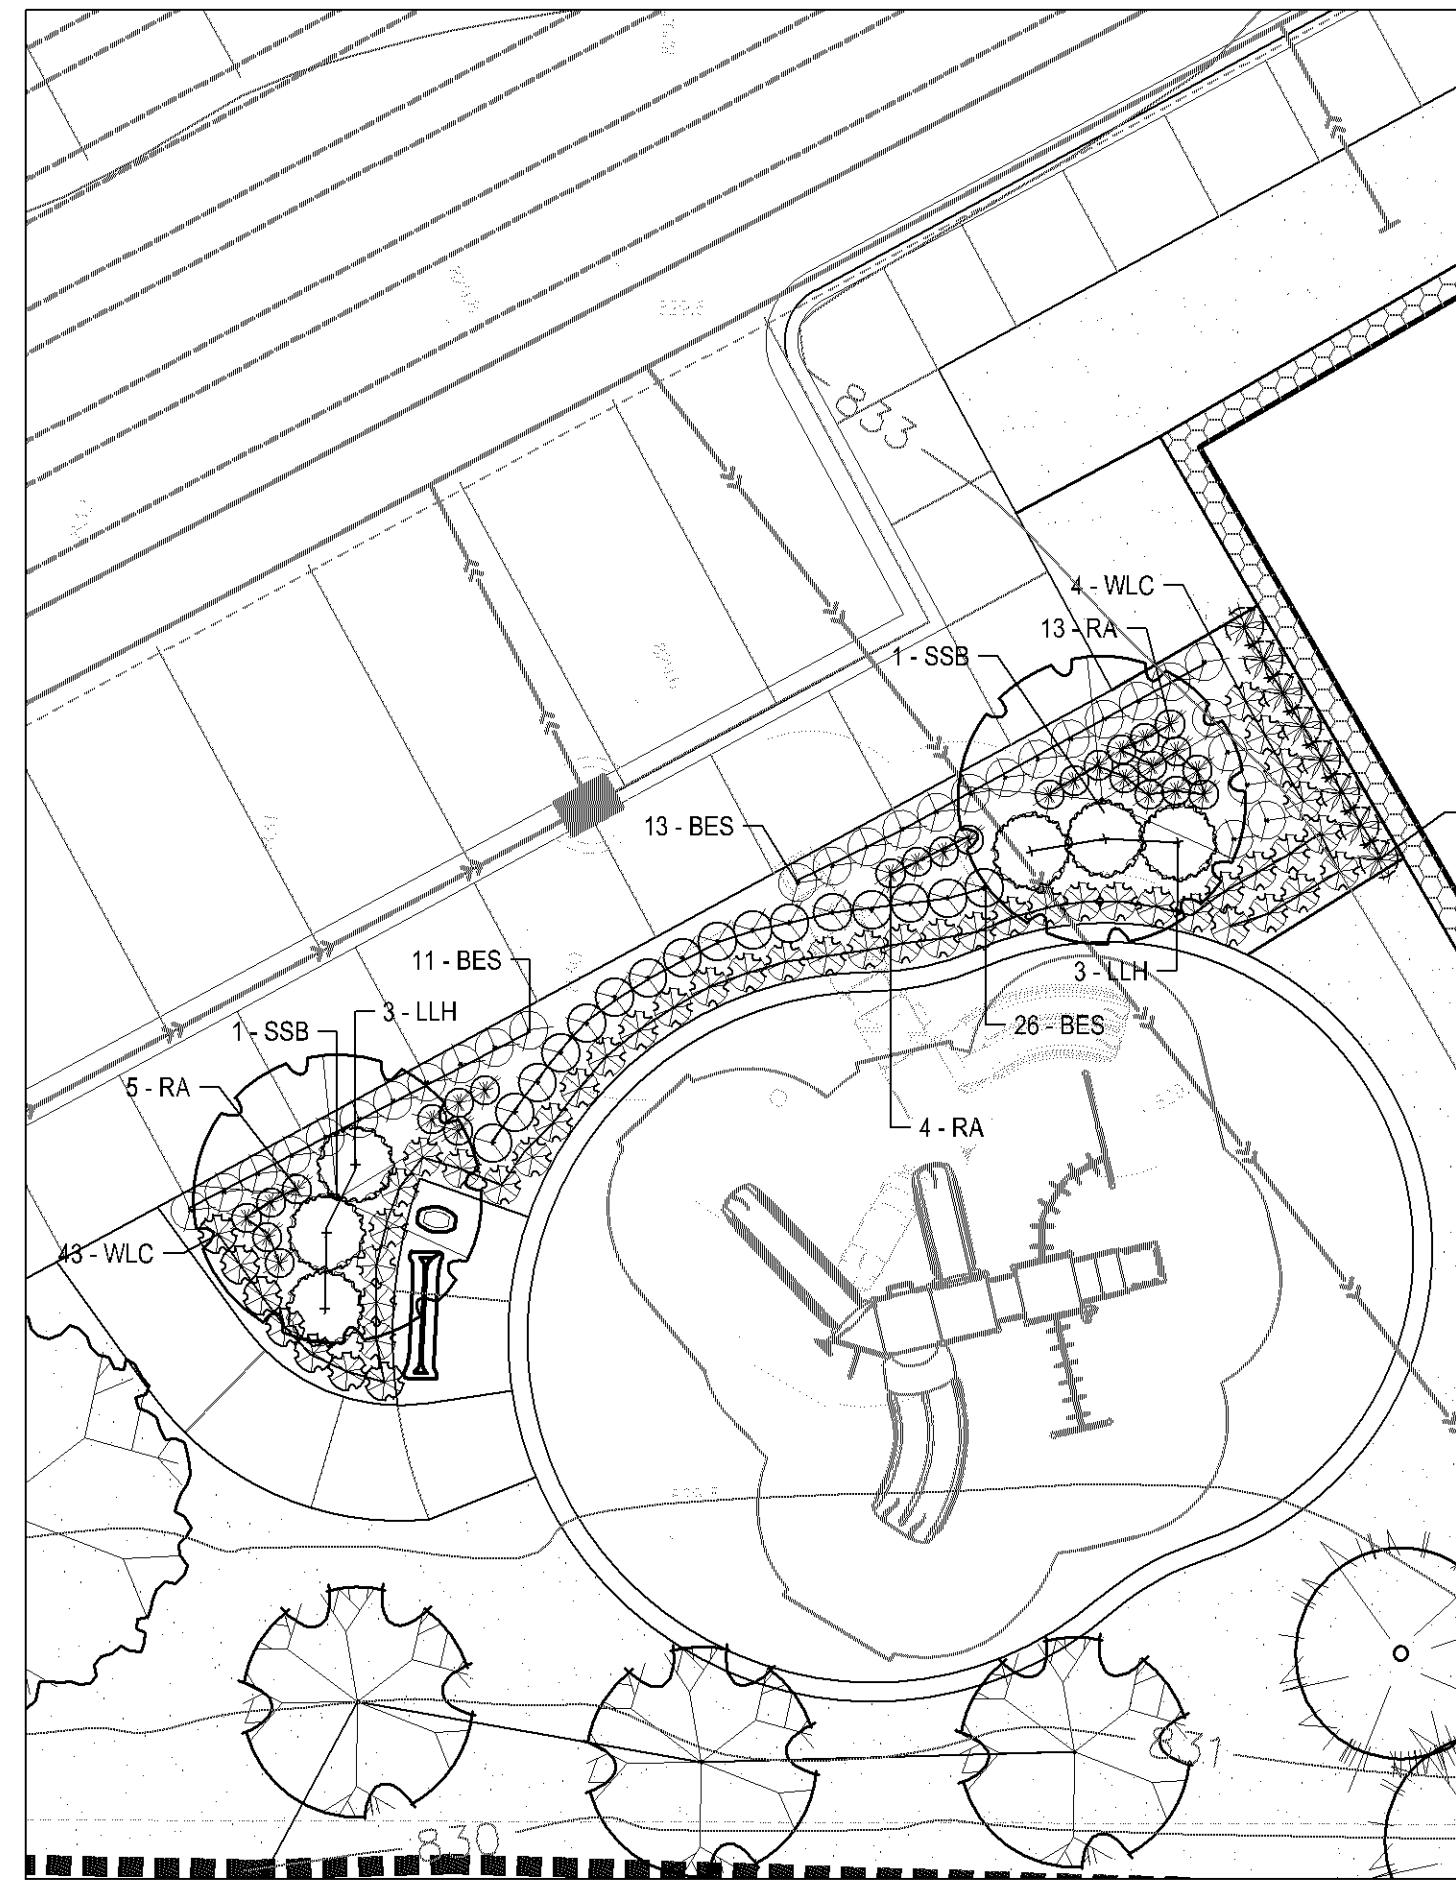 833
4 - WLC
13 - RA
1 - SSB
13 - BES
11 - BES
3 - LLH
3 - LLH
1 - SSB
26 - BES
5 - RA
4 - RA
43 - WLC
831
830